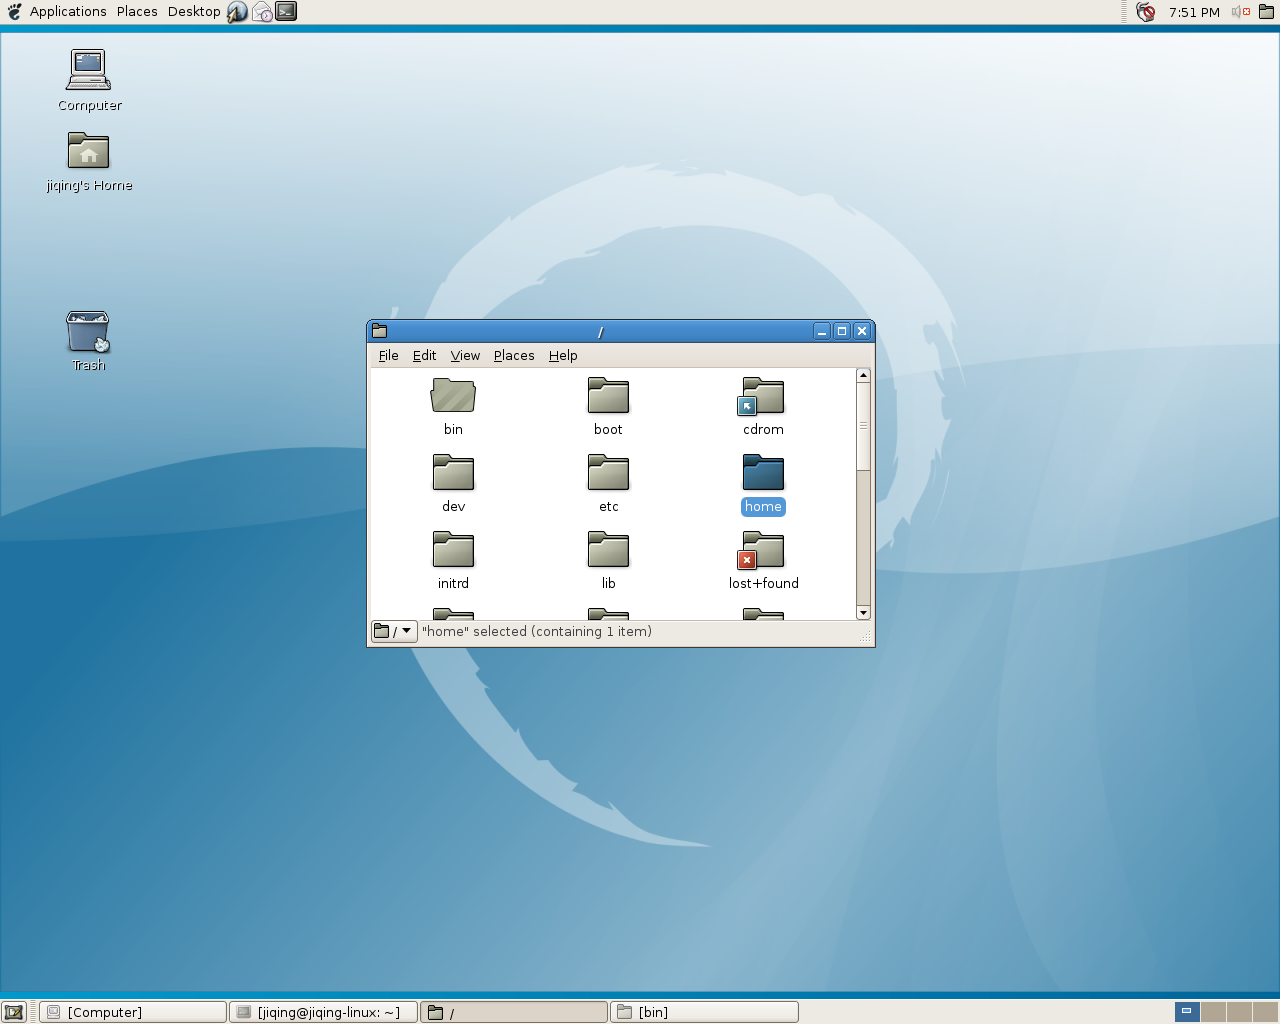 Applications Places Desktop
7:51 PM
Computer
jiqing's Home
Trash
/
File Edit View Places Help
bin boot cdrom
dev etc home
initrd lib lost+found
/ "home" selected (containing 1 item)
[Computer] [jiqing@jiqing-linux: ~] / [bin]